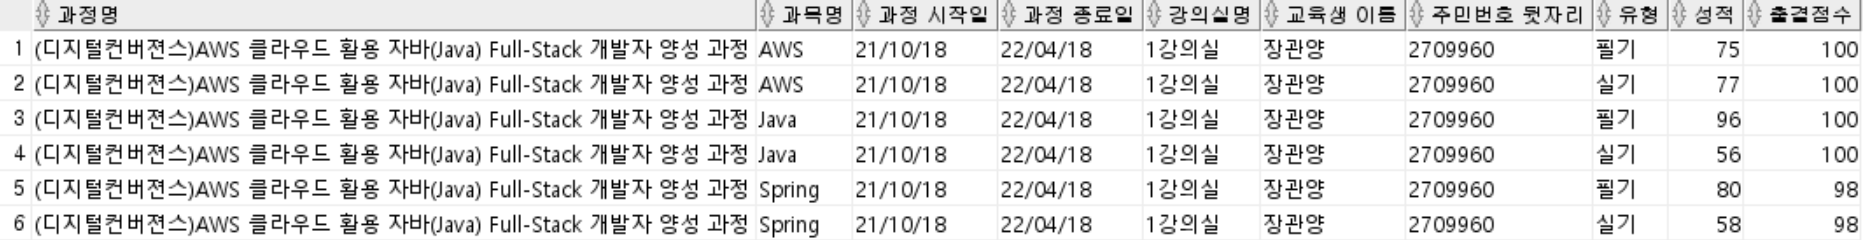 과정명 과목명 과정 시작일 과정 종료일 강의실명 교육생 이름 주민번호 뒷자리 유형 성적 출결점수
1 (디지털컨버젼스)AWS 클라우드 활용 자바(Java) Full-Stack 개발자 양성 과정 AWS 21/10/18 22/04/18 1강의실 장관양 2709960 필기 75 100
2 (디지털컨버젼스)AWS 클라우드 활용 자바(Java) Full-Stack 개발자 양성 과정 AWS 21/10/18 22/04/18 1강의실 장관양 2709960 실기 77 100
3 (디지털컨버젼스)AWS 클라우드 활용 자바(Java) Full-Stack 개발자 양성 과정 Java 21/10/18 22/04/18 1강의실 장관양 2709960 필기 96 100
4 (디지털컨버젼스)AWS 클라우드 활용 자바(Java) Full-Stack 개발자 양성 과정 Java 21/10/18 22/04/18 1강의실 장관양 2709960 실기 56 100
5 (디지털컨버젼스)AWS 클라우드 활용 자바(Java) Full-Stack 개발자 양성 과정 Spring 21/10/18 22/04/18 1강의실 장관양 2709960 필기 80 98
6 (디지털컨버젼스)AWS 클라우드 활용 자바(Java) Full-Stack 개발자 양성 과정 Spring 21/10/18 22/04/18 1강의실 장관양 2709960 실기 58 98